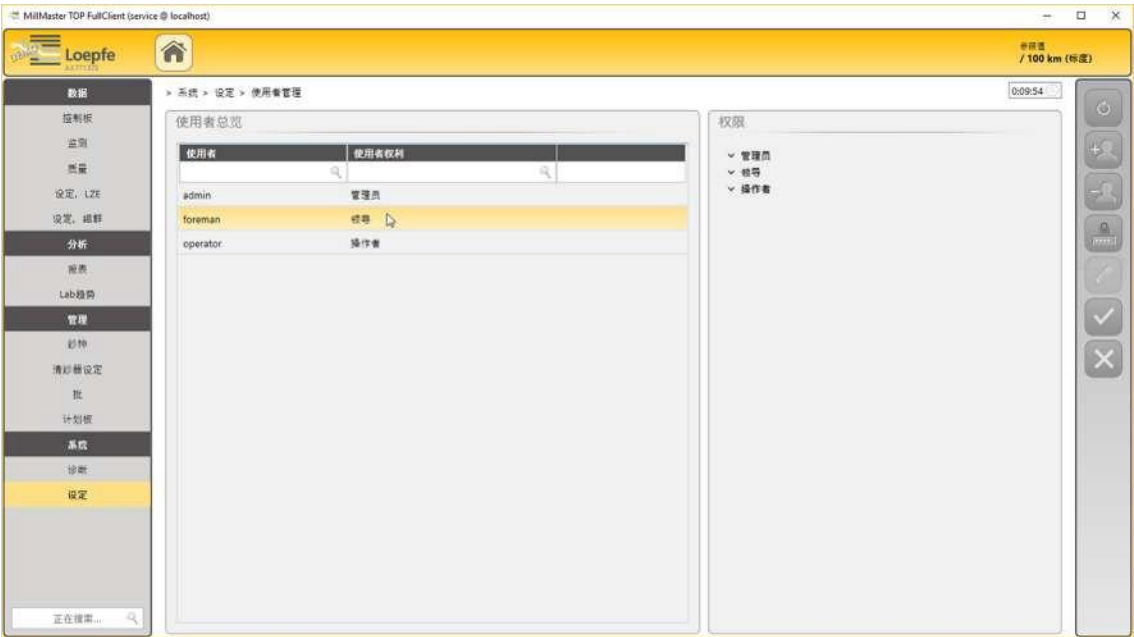 MillMaster TOP FullClient (service @ localhost)
Loepfe
参照值
/ 100 km (标度)
数据
控制板
监测
质量
设定, LZE
设定, 组群
分析
报表
Lab趋势
管理
纱种
清纱器设定
批
计划板
系统
诊断
设定
正在搜索...
> 系统 > 设定 > 使用者管理
0:09:54
使用者总览
使用者 使用者权利
admin 管理员
foreman 领导
operator 操作者
权限
管理员
领导
操作者